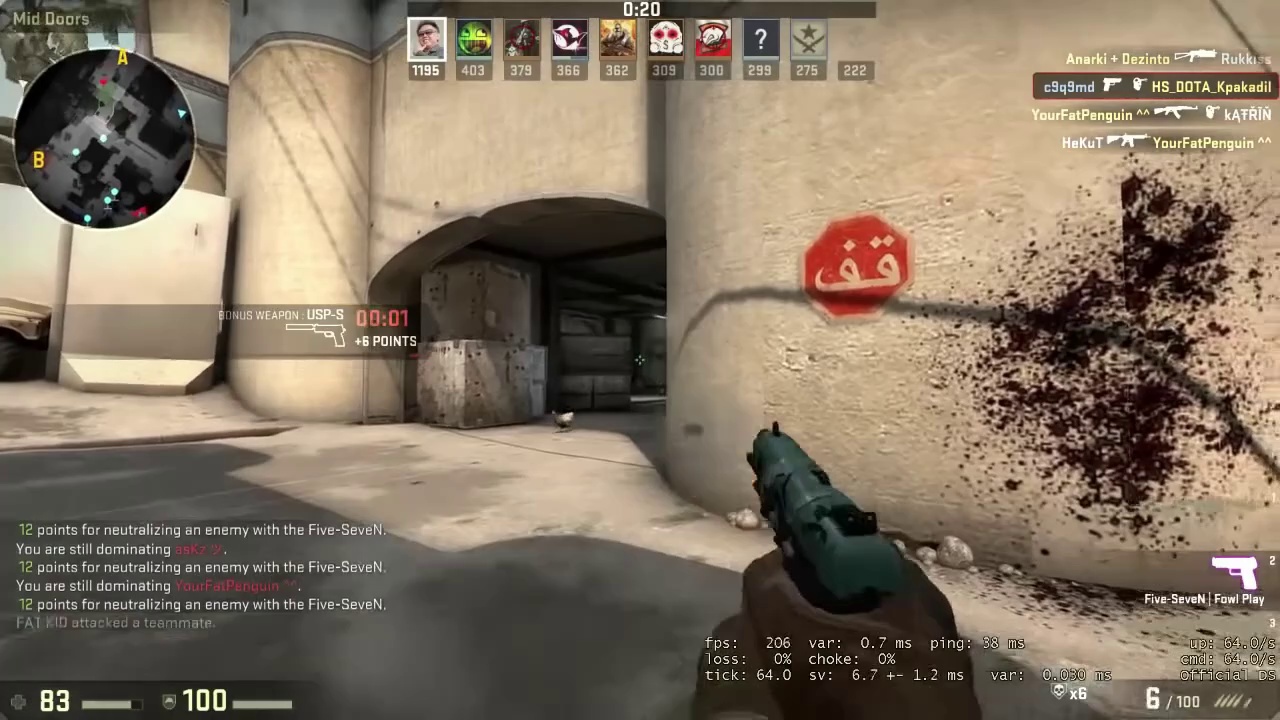 Mid Doors
0:20
1195 403 379 366 362 309 300 ? 299 275 222
A
B
Anarki + Dezinto Rukkiss
c9q9md HS_DOTA_Kpakadil
YourFatPenguin ^^ kĄŤŘĪŇ
HeKuT YourFatPenguin ^^
قف
BONUS WEAPON : USP-S 00:01
+6 POINTS
12 points for neutralizing an enemy with the Five-SeveN.
You are still dominating
12 points for neutralizing an enemy with the Five-SeveN.
You are still dominating YourFatPenguin ^^.
12 points for neutralizing an enemy with the Five-SeveN.
FAT KID attacked a teammate.
2
Five-SeveN | Fowl Play
3
fps: 206 var: 0.7 ms ping: 38 ms
loss: 0% choke: 0%
tick: 64.0 sv: 6.7 +- 1.2 ms var: 0.030 ms
up: 64.0/s
cmd: 64.0/s
Official DS
x6
83 100
6 / 100